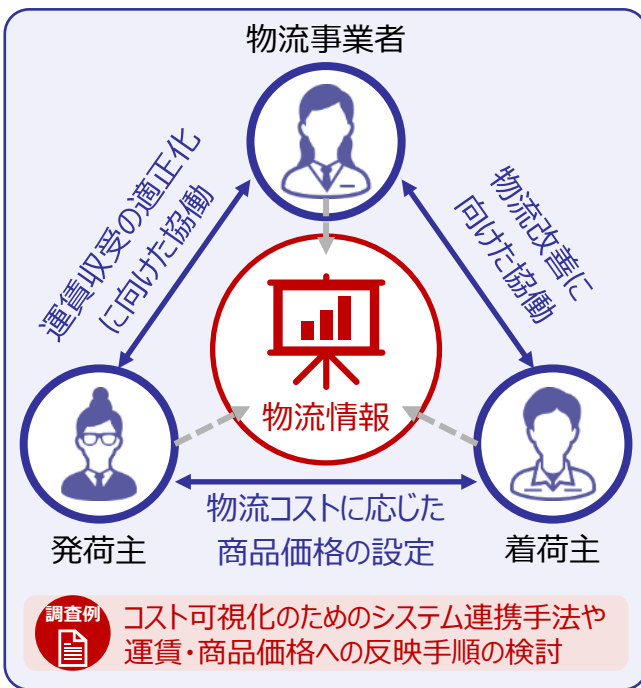 物流事業者
運賃収受の適正化
に向けた協働
物流改善に
向けた協働
物流情報
発荷主
物流コストに応じた
商品価格の設定
着荷主
調査例
コスト可視化のためのシステム連携手法や
運賃・商品価格への反映手順の検討